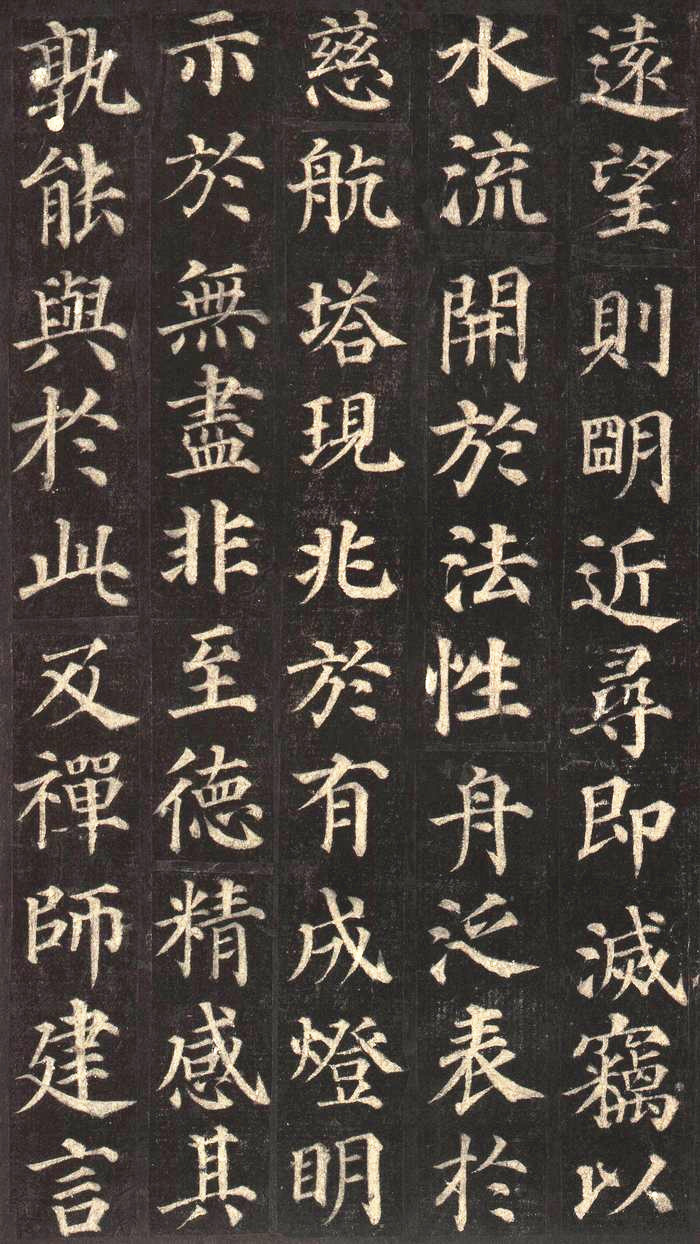 遠望則朙近尋即滅竊以
水流開於法性舟泛表於
慈航塔現兆於有成燈明
示於無盡非至德精感其
孰能與於此及禪師建言